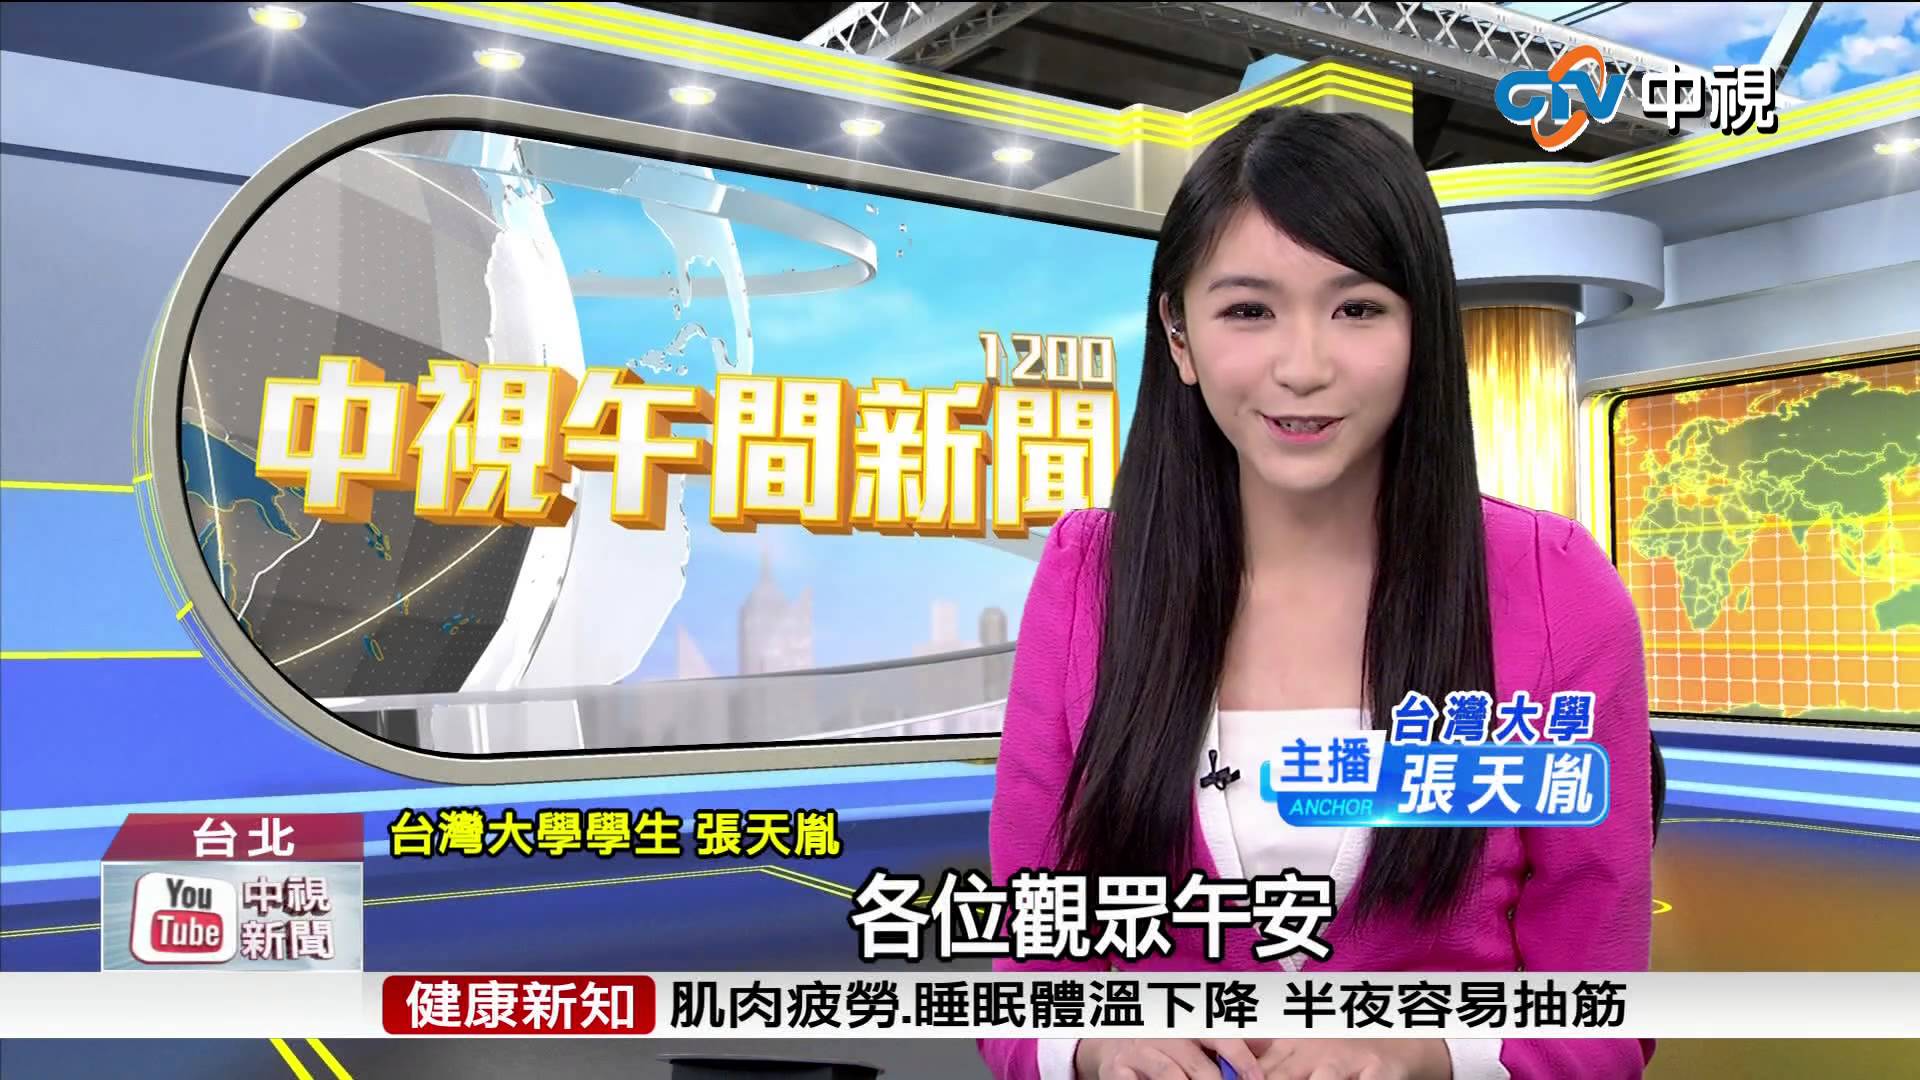 CTV 中視
1200
中視午間新聞
台灣大學
主播
ANCHOR
張天胤
台北
台灣大學學生 張天胤
You
Tube
中視
新聞
各位觀眾午安
健康新知 肌肉疲勞.睡眠體溫下降 半夜容易抽筋